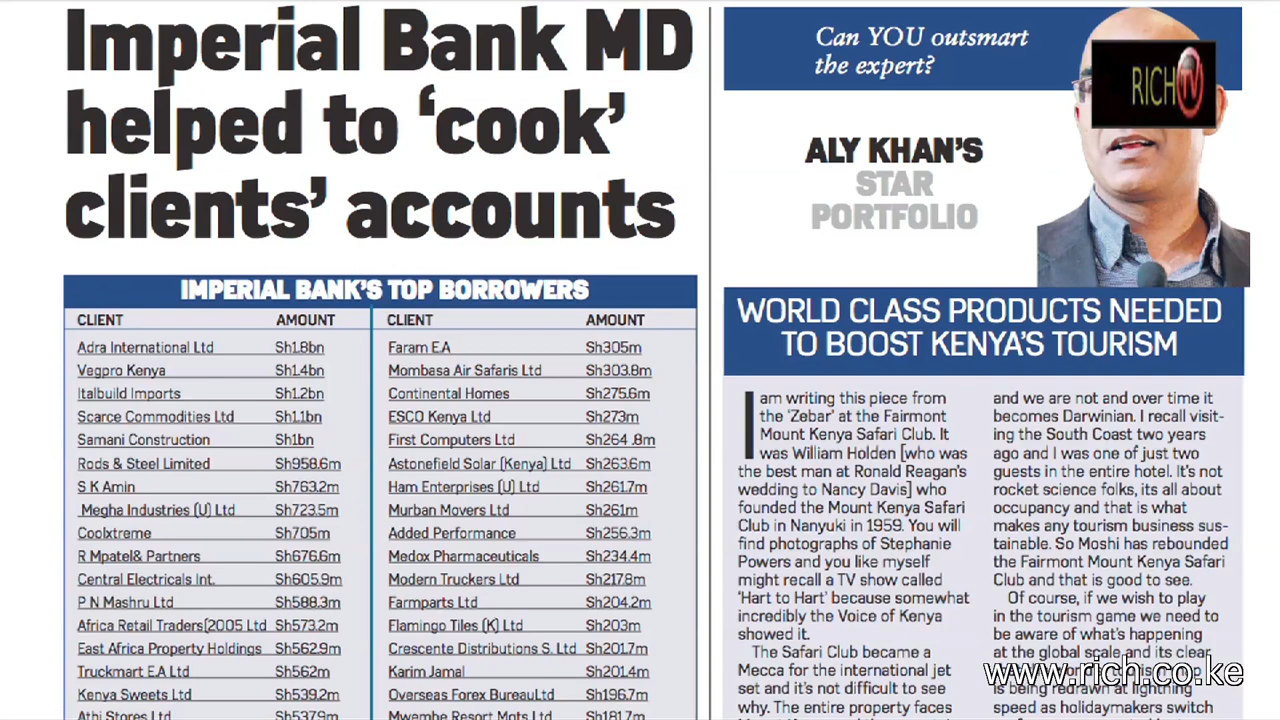 Imperial Bank MD
helped to ‘cook’
clients’ accounts
IMPERIAL BANK'S TOP BORROWERS
CLIENT AMOUNT CLIENT AMOUNT
Adra International Ltd Sh1.8bn Faram E.A Sh305m
Vegpro Kenya Sh1.4bn Mombasa Air Safaris Ltd Sh303.8m
Italbuild Imports Sh1.2bn Continental Homes Sh275.6m
Scarce Commodities Ltd Sh1.1bn ESCO Kenya Ltd Sh273m
Samani Construction Sh1bn First Computers Ltd Sh264 .8m
Rods & Steel Limited Sh958.6m Astonefield Solar (Kenya) Ltd Sh263.6m
S K Amin Sh763.2m Ham Enterprises (U) Ltd Sh261.7m
Megha Industries (U) Ltd Sh723.5m Murban Movers Ltd Sh261m
Coolxtreme Sh705m Added Performance Sh256.3m
R Mpatel& Partners Sh676.6m Medox Pharmaceuticals Sh234.4m
Central Electricals Int. Sh605.9m Modern Truckers Ltd Sh217.8m
P N Mashru Ltd Sh588.3m Farmparts Ltd Sh204.2m
Africa Retail Traders(2005 Ltd Sh573.2m Flamingo Tiles (K) Ltd Sh203m
East Africa Property Holdings Sh562.9m Crescente Distributions S. Ltd Sh201.7m
Truckmart E.A Ltd Sh562m Karim Jamal Sh201.4m
Kenya Sweets Ltd Sh539.2m Overseas Forex BureauLtd Sh196.7m
Athi Stores Ltd Sh537.9m Mwembe Resort Mgts Ltd Sh181.7m
Can YOU outsmart
the expert?
RICH TV
ALY KHAN'S
STAR
PORTFOLIO
WORLD CLASS PRODUCTS NEEDED
TO BOOST KENYA'S TOURISM
I am writing this piece from
the 'Zebar' at the Fairmont
Mount Kenya Safari Club. It
was William Holden [who was
the best man at Ronald Reagan's
wedding to Nancy Davis] who
founded the Mount Kenya Safari
Club in Nanyuki in 1959. You will
find photographs of Stephanie
Powers and you like myself
might recall a TV show called
'Hart to Hart' because somewhat
incredibly the Voice of Kenya
showed it.
The Safari Club became a
Mecca for the international jet
set and it's not difficult to see
why. The entire property faces
and we are not and over time it
becomes Darwinian. I recall visit-
ing the South Coast two years
ago and I was one of just two
guests in the entire hotel. It's not
rocket science folks, its all about
occupancy and that is what
makes any tourism business sus-
tainable. So Moshi has rebounded
the Fairmont Mount Kenya Safari
Club and that is good to see.
Of course, if we wish to play
in the tourism game we need to
be aware of what's happening
at the global scale and its clear
is being redrawn at lightning
speed as holidaymakers switch
www.rich.co.ke